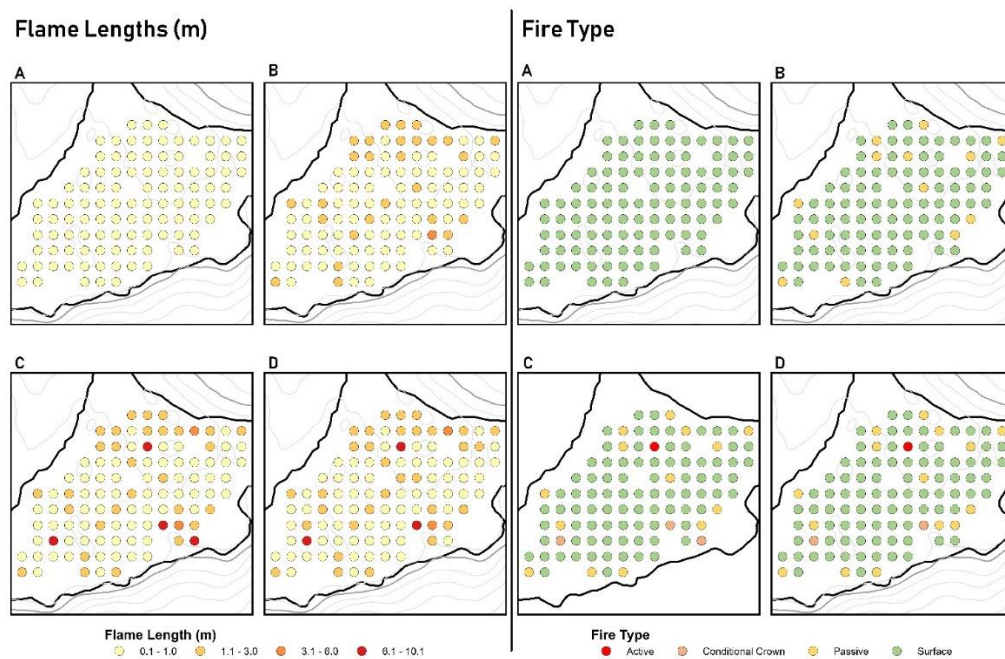 Flame Lengths (m)
Fire Type
A
B
A
B
C
D
C
D
Flame Length (m)
0.1 - 1.0
1.1 - 3.0
3.1 - 6.0
6.1 - 10.1
Fire Type
Active
Conditional Crown
Passive
Surface